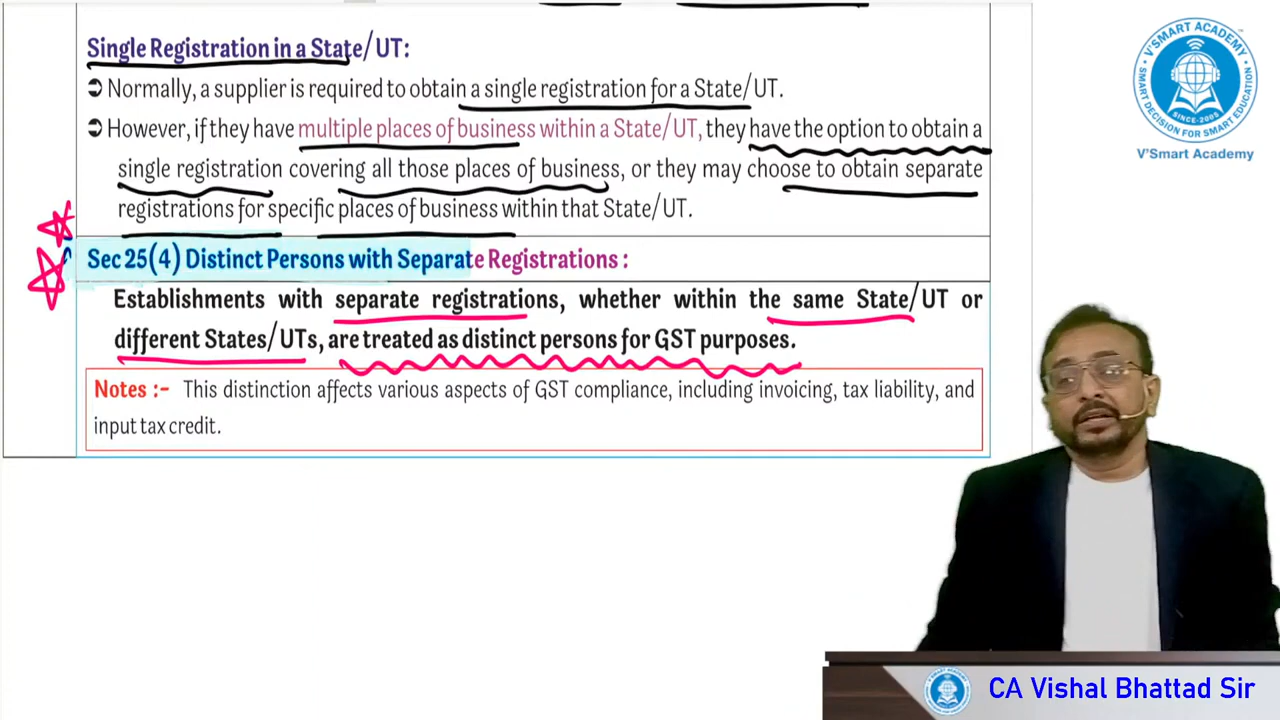 Single Registration in a State/UT:
➲ Normally, a supplier is required to obtain a single registration for a State/UT.
➲ However, if they have multiple places of business within a State/UT, they have the option to obtain a
single registration covering all those places of business, or they may choose to obtain separate
registrations for specific places of business within that State/UT.
Sec 25(4) Distinct Persons with Separate Registrations :
Establishments with separate registrations, whether within the same State/UT or
different States/UTs, are treated as distinct persons for GST purposes.
Notes :- This distinction affects various aspects of GST compliance, including invoicing, tax liability, and
input tax credit.
V'SMART ACADEMY
SMART DECISION FOR SMART EDUCATION
SINCE-2005
V'Smart Academy
CA Vishal Bhattad Sir